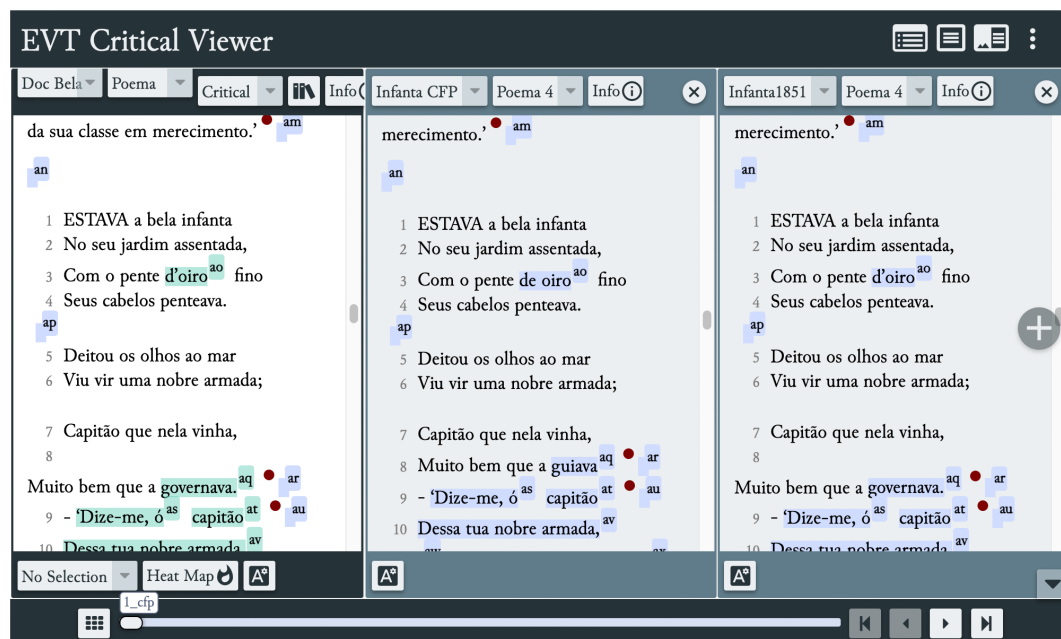 EVT Critical Viewer
Doc Bela Poema Critical Info
da sua classe em merecimento.’ am
an
1 ESTAVA a bela infanta
2 No seu jardim assentada,
3 Com o pente d’oiro ao fino
4 Seus cabelos penteava.
ap
5 Deitou os olhos ao mar
6 Viu vir uma nobre armada;
7 Capitão que nela vinha,
8
Muito bem que a governava. aq ar
9 - ‘Dize-me, ó as capitão at au
10 Dessa tua nobre armada av
No Selection Heat Map A
Infanta CFP Poema 4 Info
merecimento.’ am
an
1 ESTAVA a bela infanta
2 No seu jardim assentada,
3 Com o pente de oiro ao fino
4 Seus cabelos penteava.
ap
5 Deitou os olhos ao mar
6 Viu vir uma nobre armada;
7 Capitão que nela vinha,
8 Muito bem que a guiava aq ar
9 - ‘Dize-me, ó as capitão at au
10 Dessa tua nobre armada, av
aw ax
A
Infanta1851 Poema 4 Info
merecimento.’ am
an
1 ESTAVA a bela infanta
2 No seu jardim assentada,
3 Com o pente d’oiro ao fino
4 Seus cabelos penteava.
ap
5 Deitou os olhos ao mar
6 Viu vir uma nobre armada;
7 Capitão que nela vinha,
8
Muito bem que a governava. aq ar
9 - ‘Dize-me, ó as capitão at au
10 Dessa tua nobre armada av
A
1_cfp